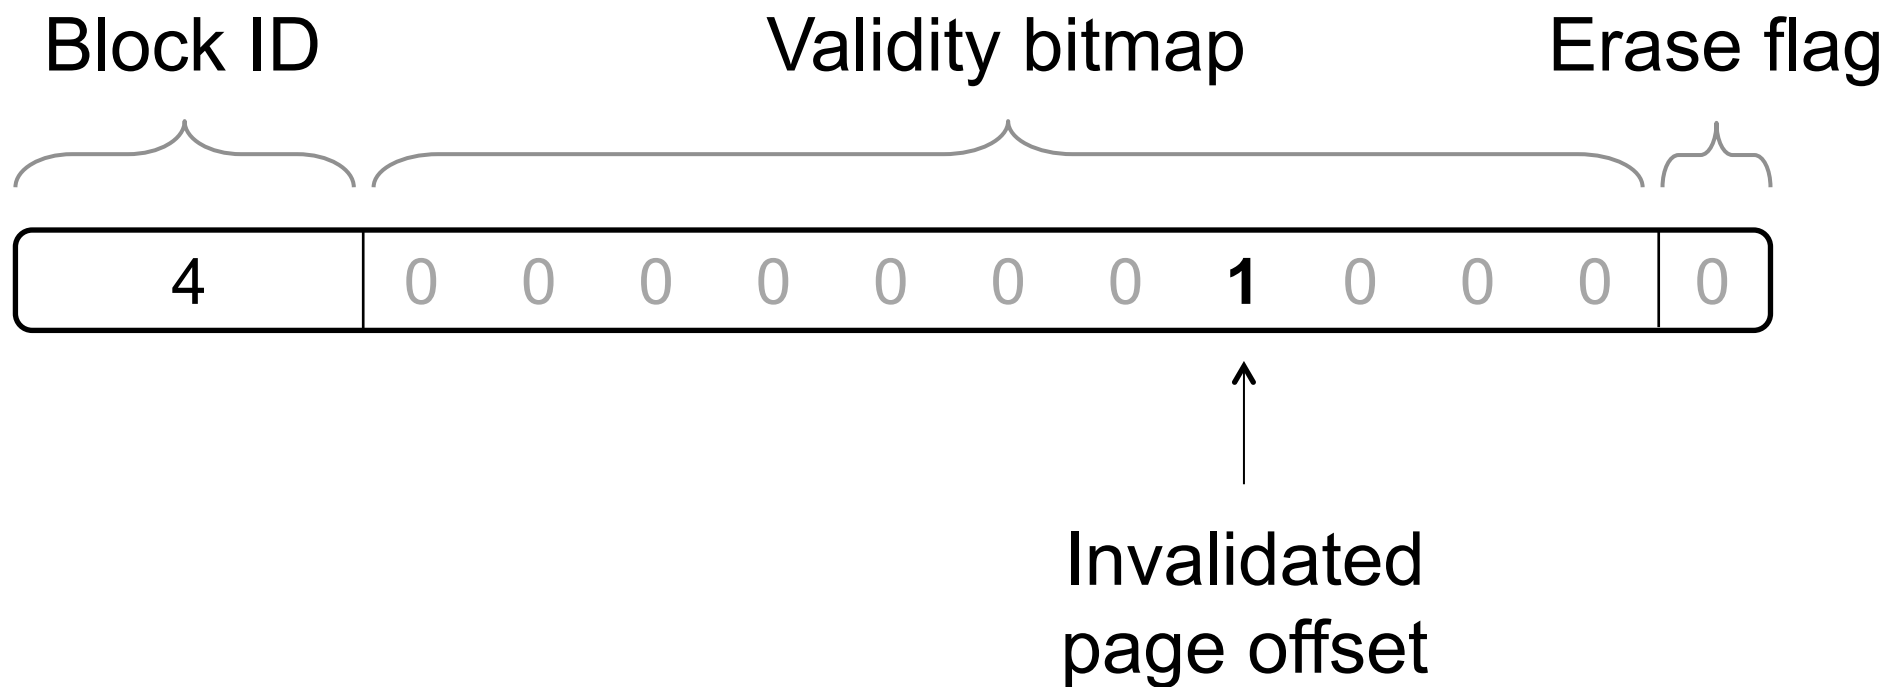 Block ID Validity bitmap Erase flag
4 0 0 0 0 0 0 0 1 0 0 0 0
Invalidated
page offset